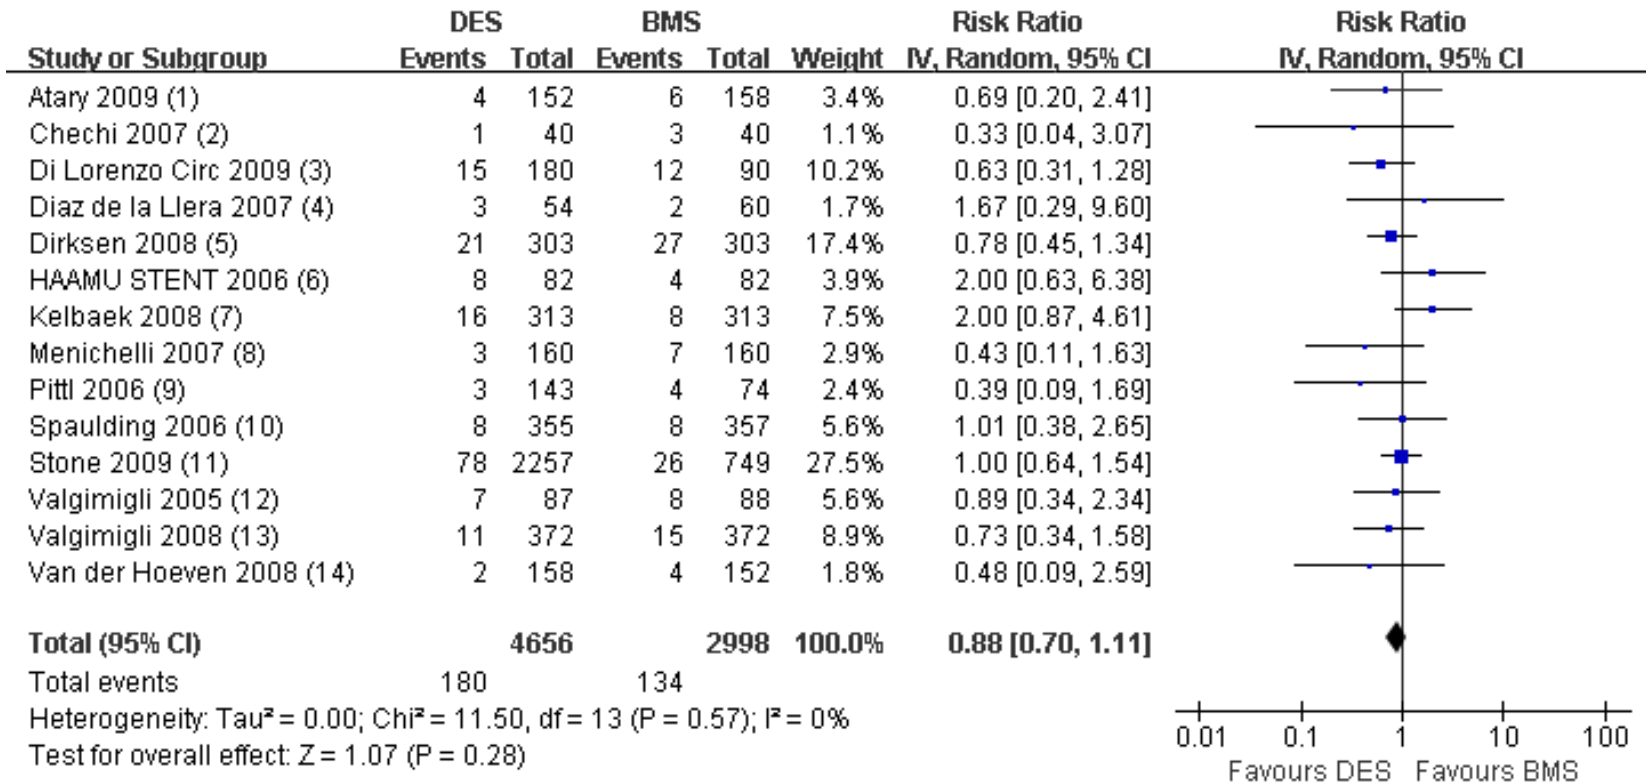 DES BMS Risk Ratio Risk Ratio
Study or Subgroup Events Total Events Total Weight IV, Random, 95% CI IV, Random, 95% CI
Atary 2009 (1) 4 152 6 158 3.4% 0.69 [0.20, 2.41]
Chechi 2007 (2) 1 40 3 40 1.1% 0.33 [0.04, 3.07]
Di Lorenzo Circ 2009 (3) 15 180 12 90 10.2% 0.63 [0.31, 1.28]
Diaz de la Llera 2007 (4) 3 54 2 60 1.7% 1.67 [0.29, 9.60]
Dirksen 2008 (5) 21 303 27 303 17.4% 0.78 [0.45, 1.34]
HAAMU STENT 2006 (6) 8 82 4 82 3.9% 2.00 [0.63, 6.38]
Kelbaek 2008 (7) 16 313 8 313 7.5% 2.00 [0.87, 4.61]
Menichelli 2007 (8) 3 160 7 160 2.9% 0.43 [0.11, 1.63]
Pittl 2006 (9) 3 143 4 74 2.4% 0.39 [0.09, 1.69]
Spaulding 2006 (10) 8 355 8 357 5.6% 1.01 [0.38, 2.65]
Stone 2009 (11) 78 2257 26 749 27.5% 1.00 [0.64, 1.54]
Valgimigli 2005 (12) 7 87 8 88 5.6% 0.89 [0.34, 2.34]
Valgimigli 2008 (13) 11 372 15 372 8.9% 0.73 [0.34, 1.58]
Van der Hoeven 2008 (14) 2 158 4 152 1.8% 0.48 [0.09, 2.59]
Total (95% CI) 4656 2998 100.0% 0.88 [0.70, 1.11]
Total events 180 134
Heterogeneity: Tau² = 0.00; Chi² = 11.50, df = 13 (P = 0.57); I² = 0%
Test for overall effect: Z = 1.07 (P = 0.28)
0.01 0.1 1 10 100
Favours DES Favours BMS